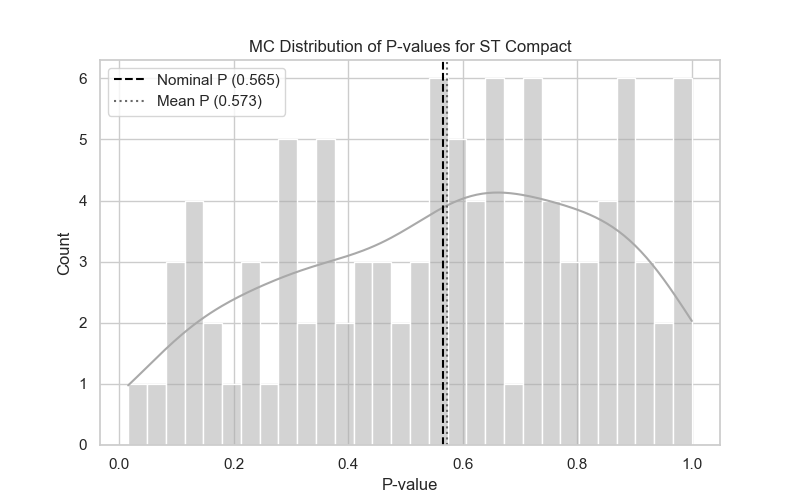 MC Distribution of P-values for ST Compact
Nominal P (0.565)
Mean P (0.573)
Count
6
5
4
3
2
1
0
0.0 0.2 0.4 0.6 0.8 1.0
P-value